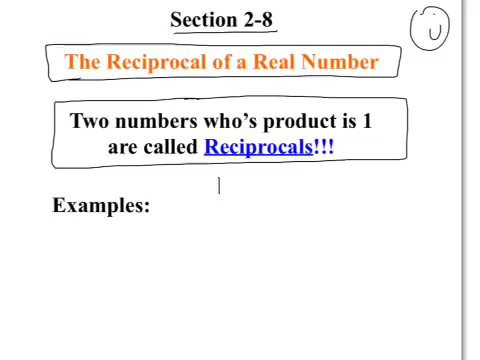 Section 2-8
The Reciprocal of a Real Number
Two numbers who's product is 1
are called Reciprocals!!!
Examples: